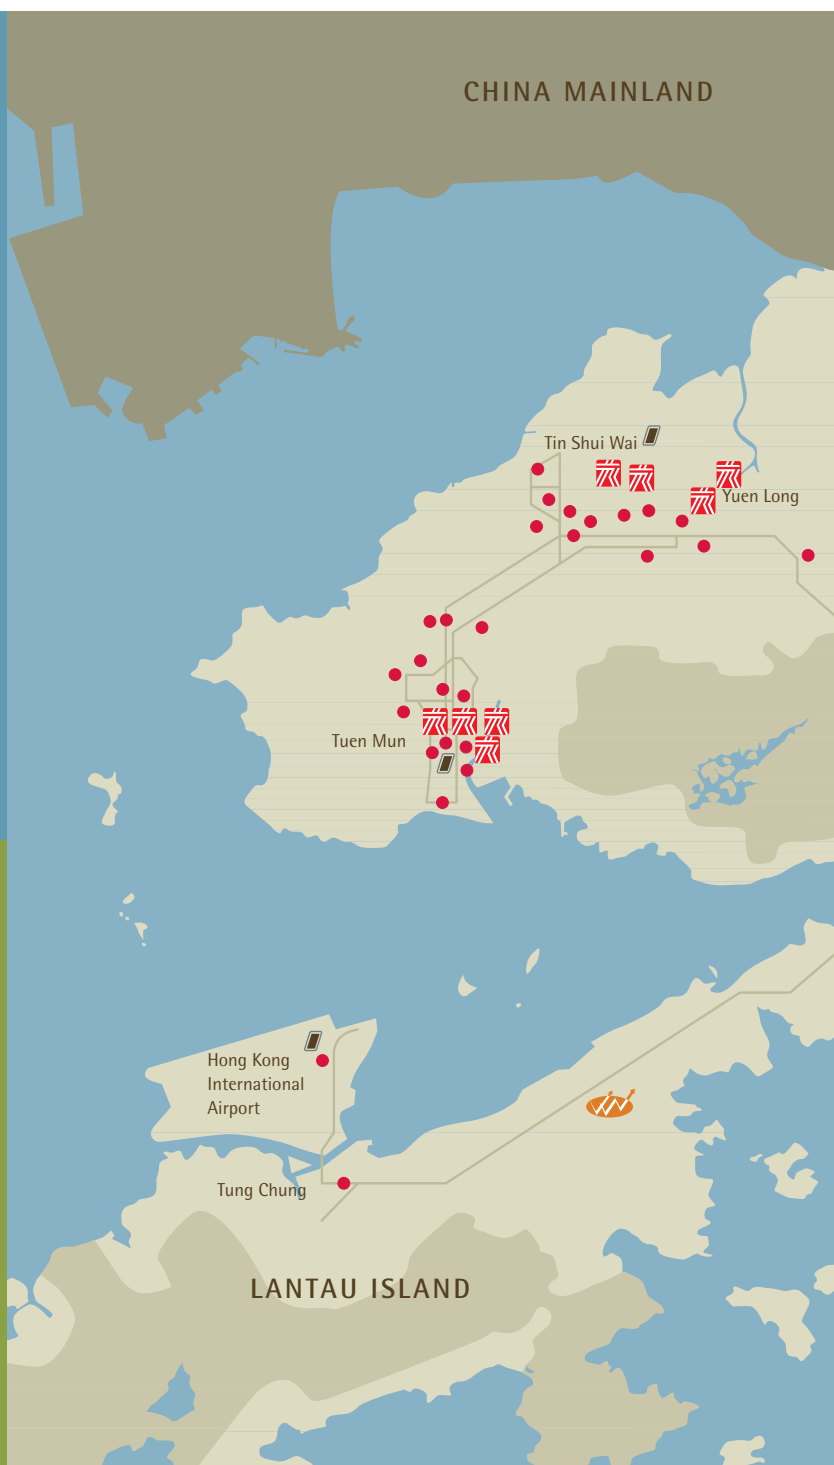 CHINA MAINLAND
Tin Shui Wai
Yuen Long
Tuen Mun
Hong Kong
International
Airport
Tung Chung
LANTAU ISLAND